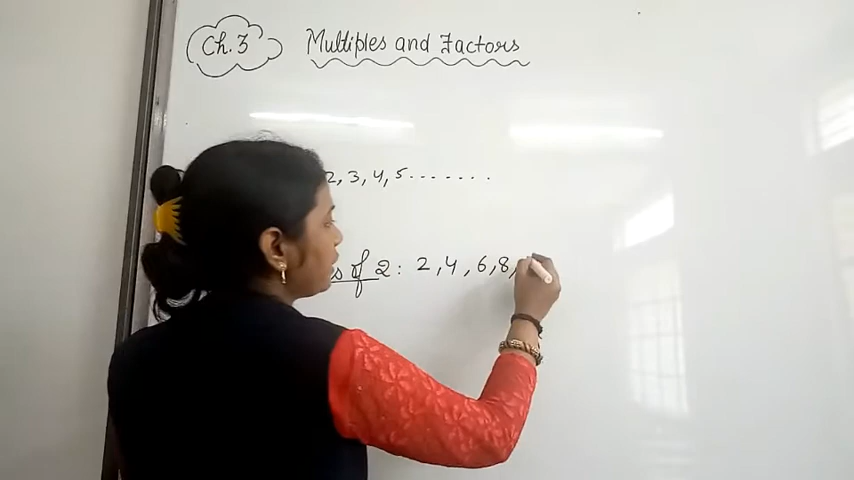 Ch. 3 Multiples and Factors
2, 3, 4, 5.......
of 2: 2, 4, 6, 8,